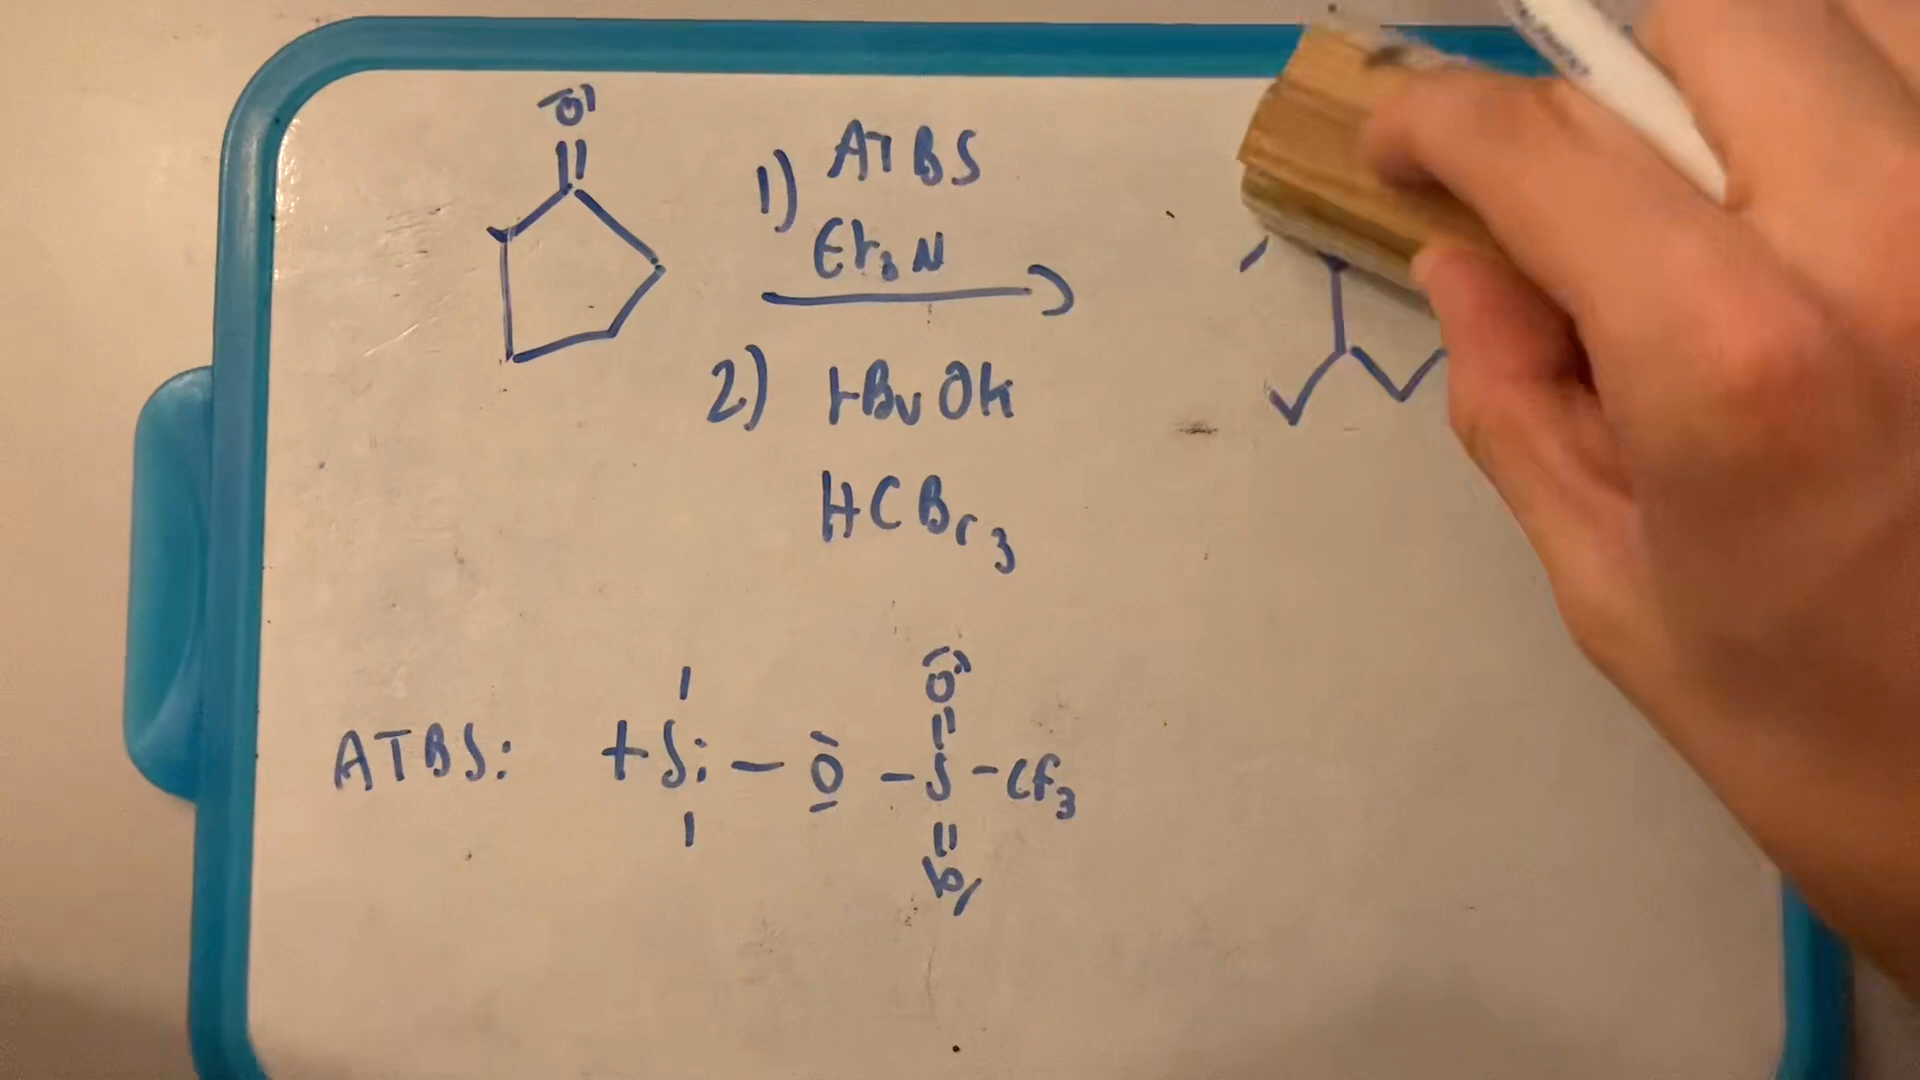 O
1) ATBS
Et3N
2) tBuOK
HCBr3
O
ATBS: +Si-O-S-CF3
O